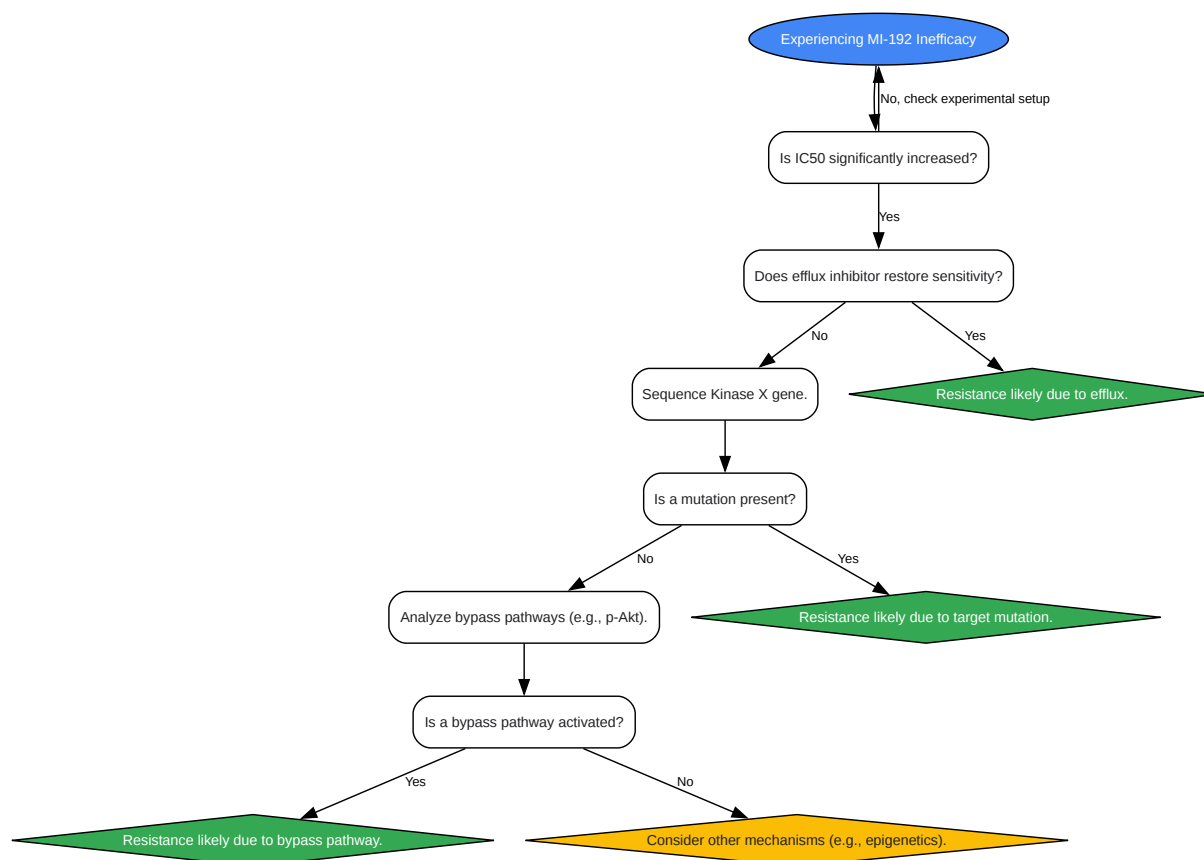 Experiencing MI-192 Inefficacy
No, check experimental setup
Is IC50 significantly increased?
Yes
Does efflux inhibitor restore sensitivity?
No
Yes
Sequence Kinase X gene.
Resistance likely due to efflux.
Is a mutation present?
No
Yes
Analyze bypass pathways (e.g., p-Akt).
Resistance likely due to target mutation.
Is a bypass pathway activated?
Yes
No
Resistance likely due to bypass pathway.
Consider other mechanisms (e.g., epigenetics).